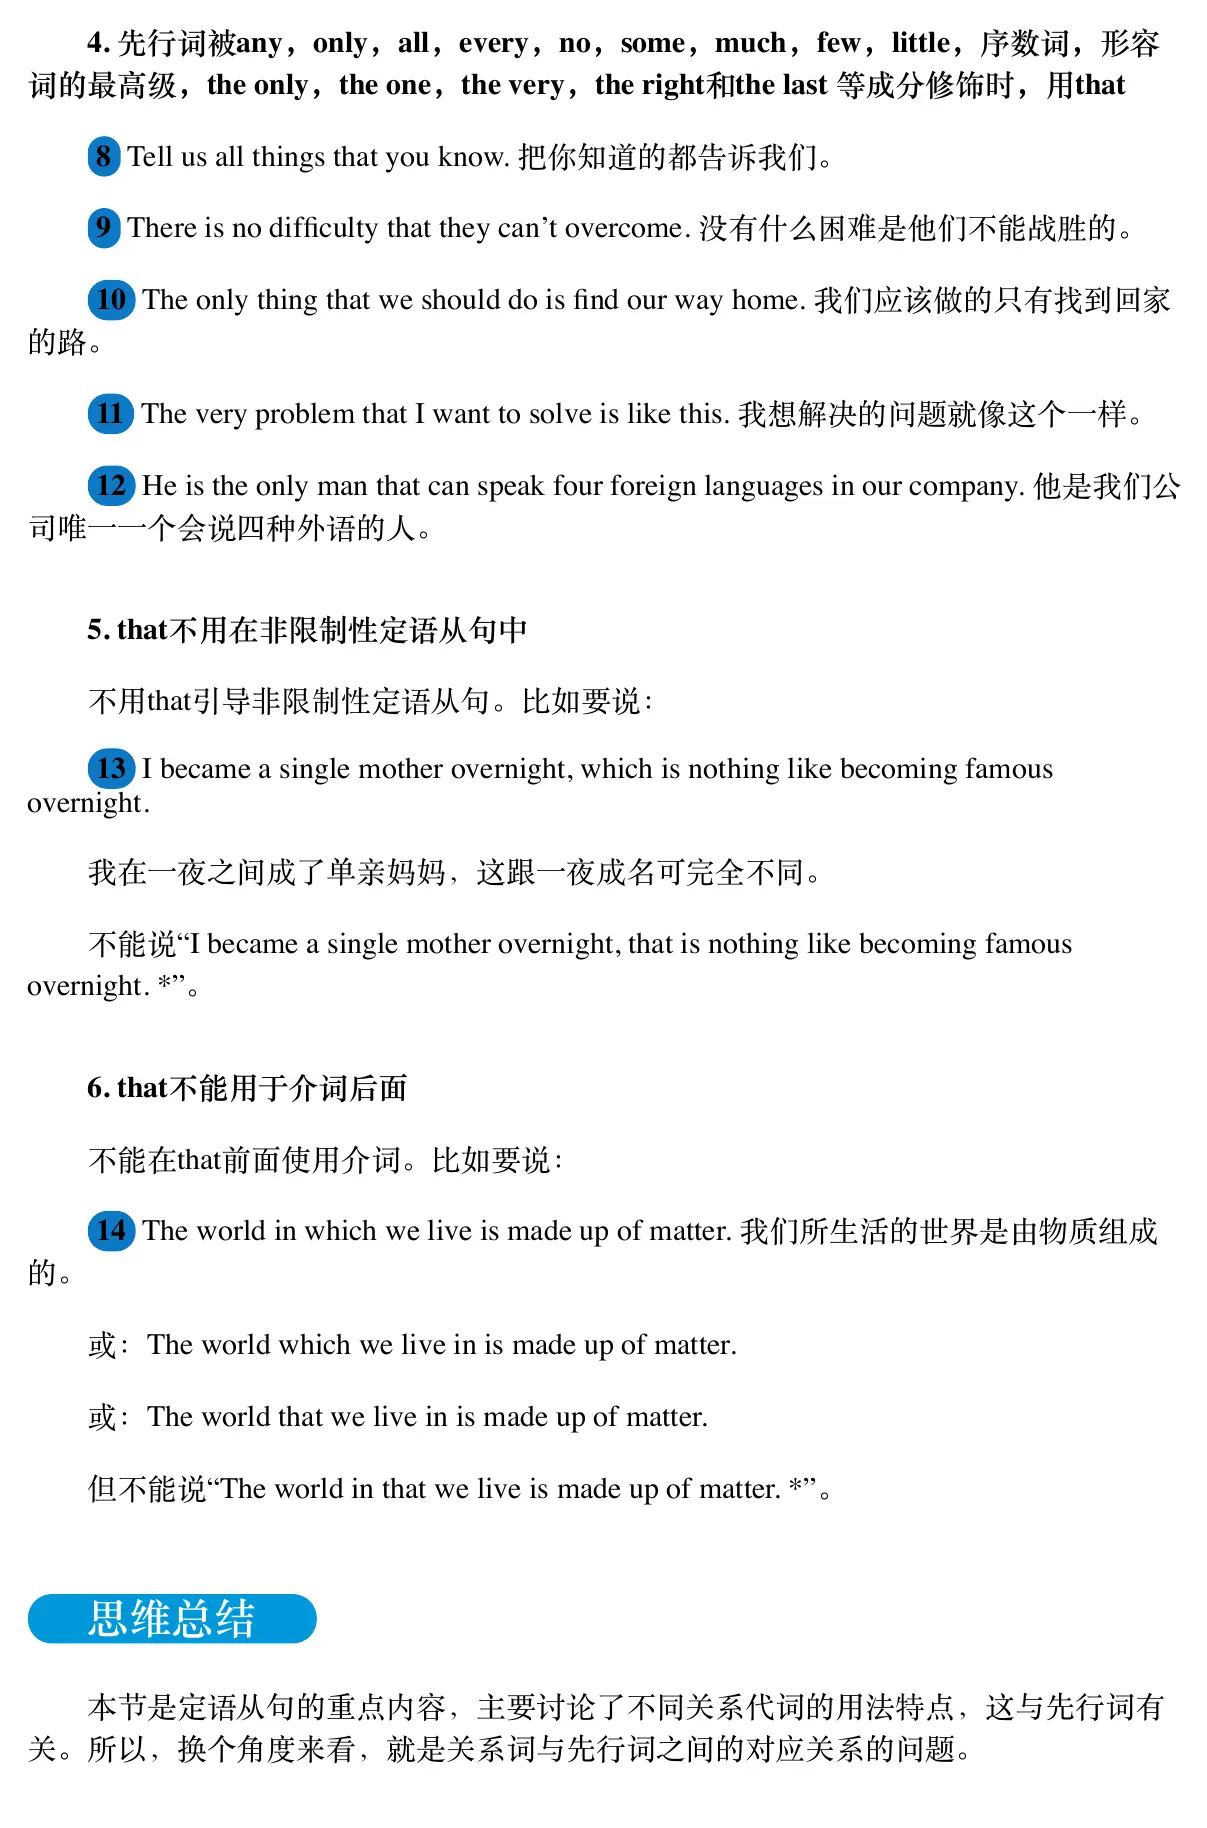 4. 先行词被any，only，all，every，no，some，much，few，little，序数词，形容
词的最高级，the only，the one，the very，the right和the last 等成分修饰时，用that
8 Tell us all things that you know. 把你知道的都告诉我们。
9 There is no difficulty that they can’t overcome. 没有什么困难是他们不能战胜的。
10 The only thing that we should do is find our way home. 我们应该做的只有找到回家
的路。
11 The very problem that I want to solve is like this. 我想解决的问题就像这个一样。
12 He is the only man that can speak four foreign languages in our company. 他是我们公
司唯一一个会说四种外语的人。
5. that不用在非限制性定语从句中
不用that引导非限制性定语从句。比如要说：
13 I became a single mother overnight, which is nothing like becoming famous
overnight.
我在一夜之间成了单亲妈妈，这跟一夜成名可完全不同。
不能说“I became a single mother overnight, that is nothing like becoming famous
overnight. *”。
6. that不能用于介词后面
不能在that前面使用介词。比如要说：
14 The world in which we live is made up of matter. 我们所生活的世界是由物质组成
的。
或：The world which we live in is made up of matter.
或：The world that we live in is made up of matter.
但不能说“The world in that we live is made up of matter. *”。
思维总结
本节是定语从句的重点内容，主要讨论了不同关系代词的用法特点，这与先行词有
关。所以，换个角度来看，就是关系词与先行词之间的对应关系的问题。